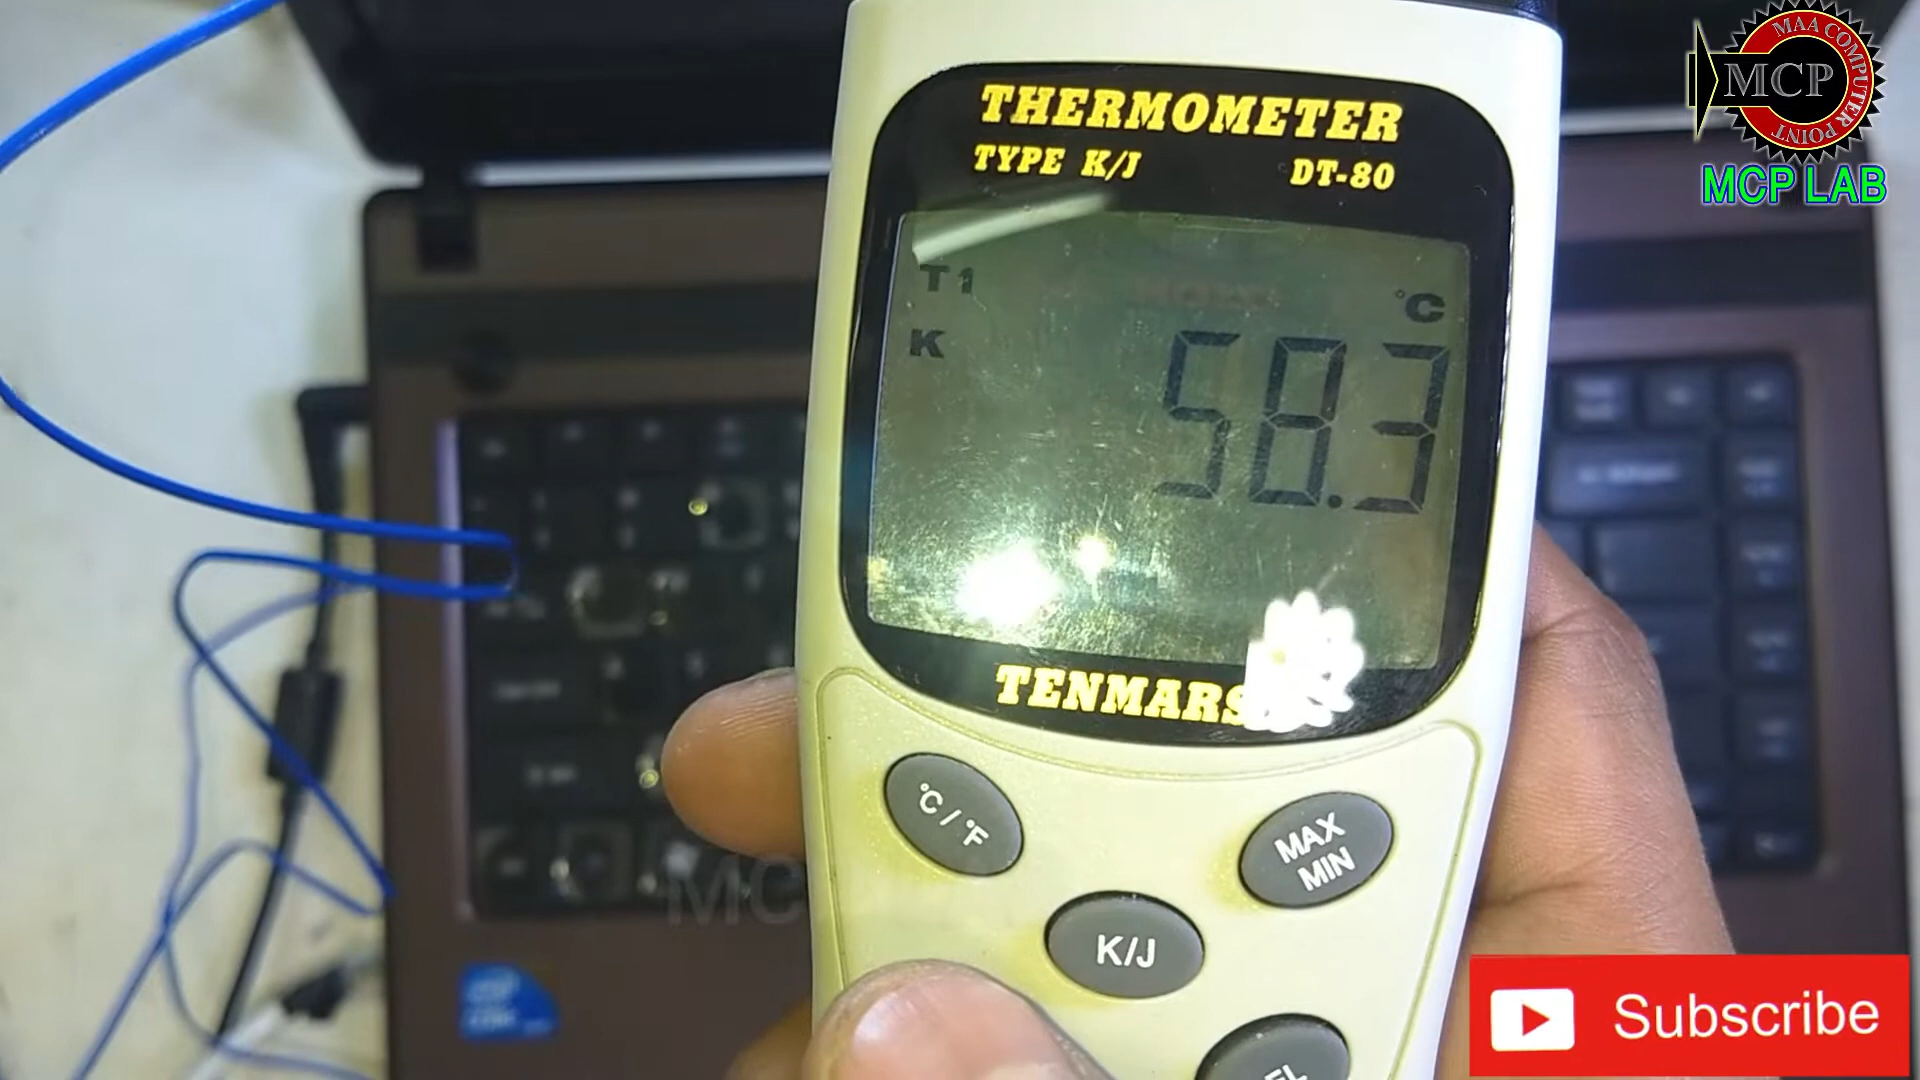 THERMOMETER
TYPE K/J DT-80
T1
°C
K
58.3
TENMARS
°C/°F
MAX
MIN
K/J
MAA COMPUTER POINT
MCP
MCP LAB
Subscribe